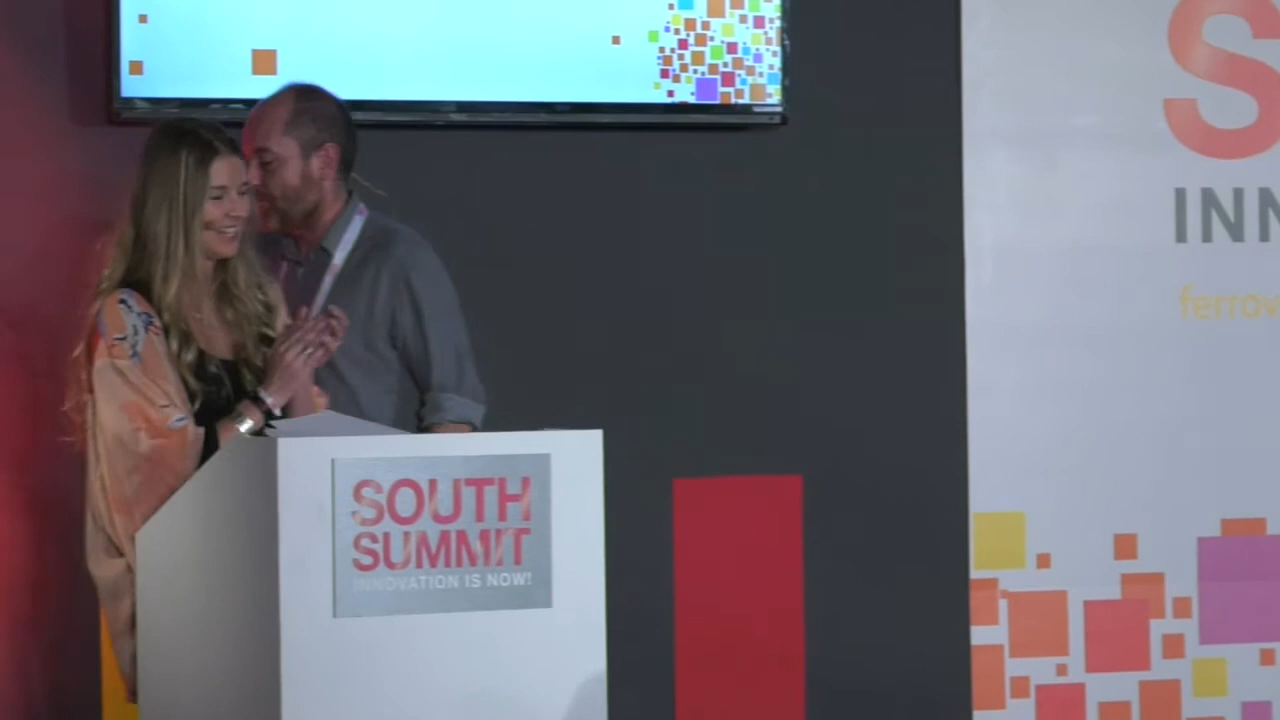 SOUTH
SUMMIT
INNOVATION IS NOW!
S
INN
ferrov